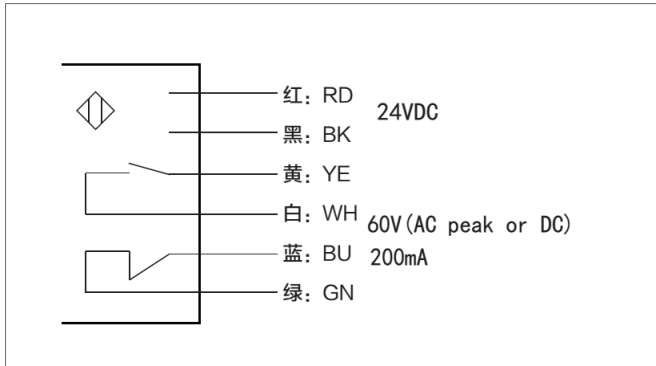 红: RD
24VDC
黑: BK
黄: YE
白: WH
60V(AC peak or DC)
蓝: BU
200mA
绿: GN